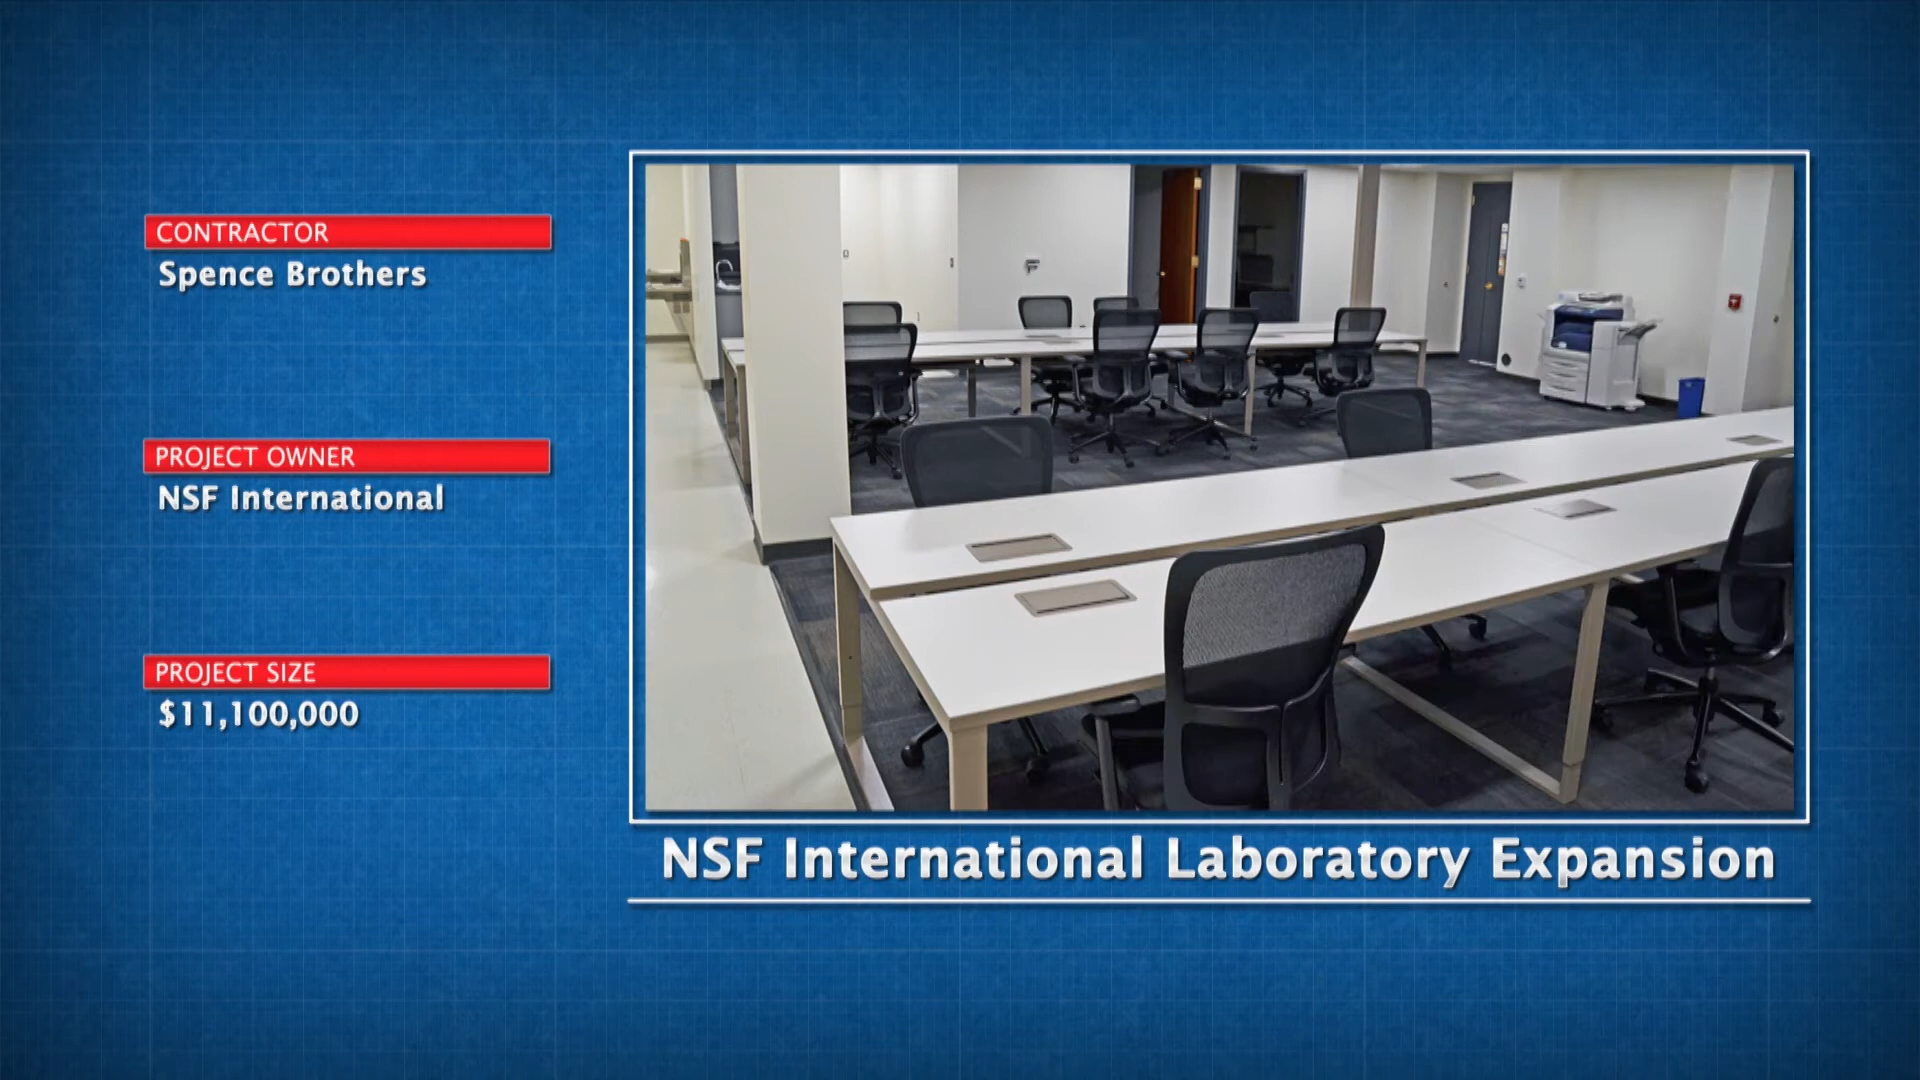 CONTRACTOR
Spence Brothers
PROJECT OWNER
NSF International
PROJECT SIZE
$11,100,000
NSF International Laboratory Expansion